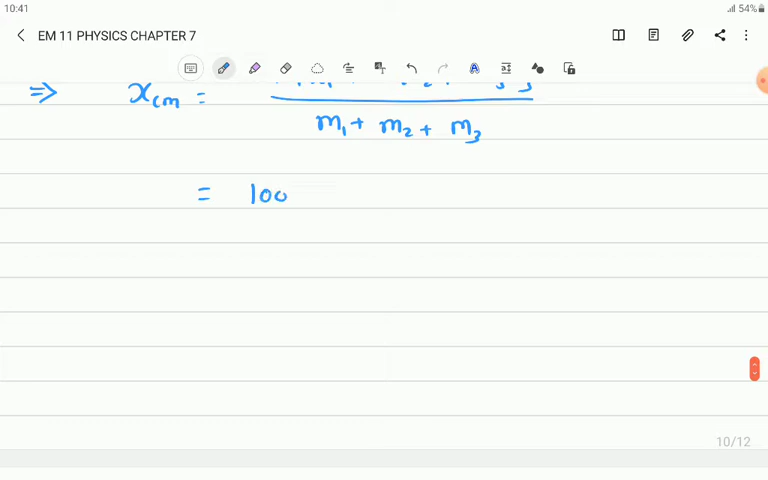 10:41 54%
EM 11 PHYSICS CHAPTER 7
⇒ x_cm =
m₁ + m₂ + m₃
= 100
10/12